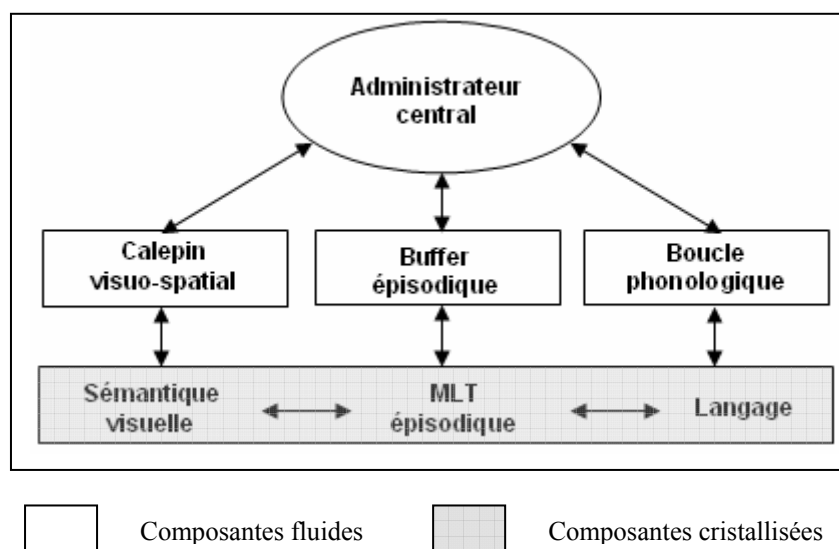 Administrateur
central
Calepin
visuo-spatial
Buffer
épisodique
Boucle
phonologique
Sémantique
visuelle
MLT
épisodique
Langage
Composantes fluides
Composantes cristallisées